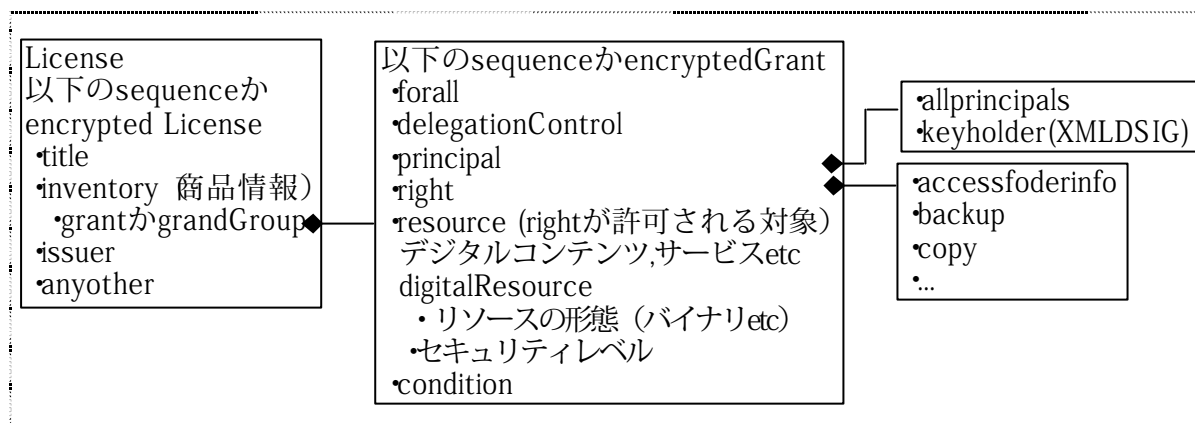 License
以下のsequenceか
encrypted License
・title
・inventory（商品情報）
・grantかgrandGroup
・issuer
・anyother
以下のsequenceかencryptedGrant
・forall
・delegationControl
・principal
・right
・resource (rightが許可される対象）
デジタルコンテンツ,サービスetc
digitalResource
・リソースの形態（バイナリetc）
・セキュリティレベル
・condition
・allprincipals
・keyholder(XMLDSIG)
・accessfoderinfo
・backup
・copy
・...